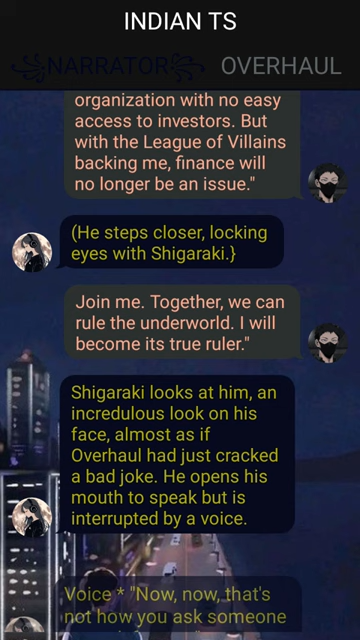 INDIAN TS
NARRATOR OVERHAUL
organization with no easy
access to investors. But
with the League of Villains
backing me, finance will
no longer be an issue."
(He steps closer, locking
eyes with Shigaraki.}
Join me. Together, we can
rule the underworld. I will
become its true ruler."
Shigaraki looks at him, an
incredulous look on his
face, almost as if
Overhaul had just cracked
a bad joke. He opens his
mouth to speak but is
interrupted by a voice.
Voice * "Now, now, that's
not how you ask someone